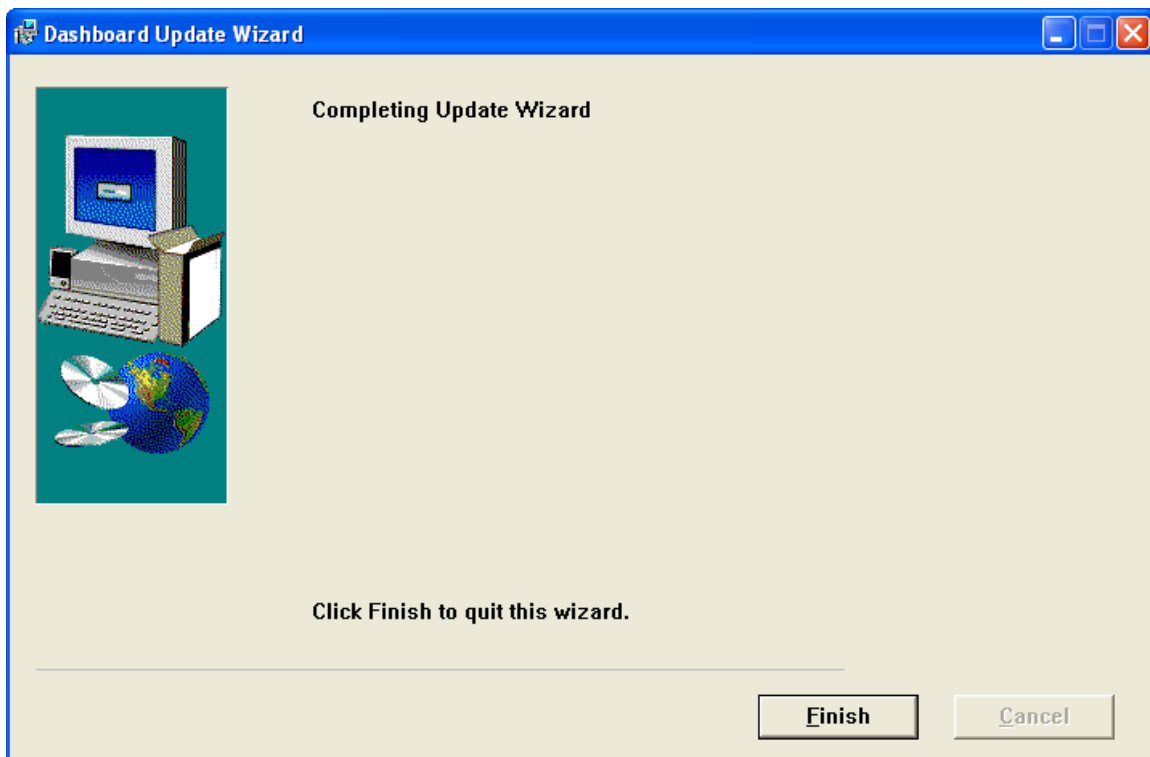 Dashboard Update Wizard
Completing Update Wizard
Click Finish to quit this wizard.
Finish
Cancel